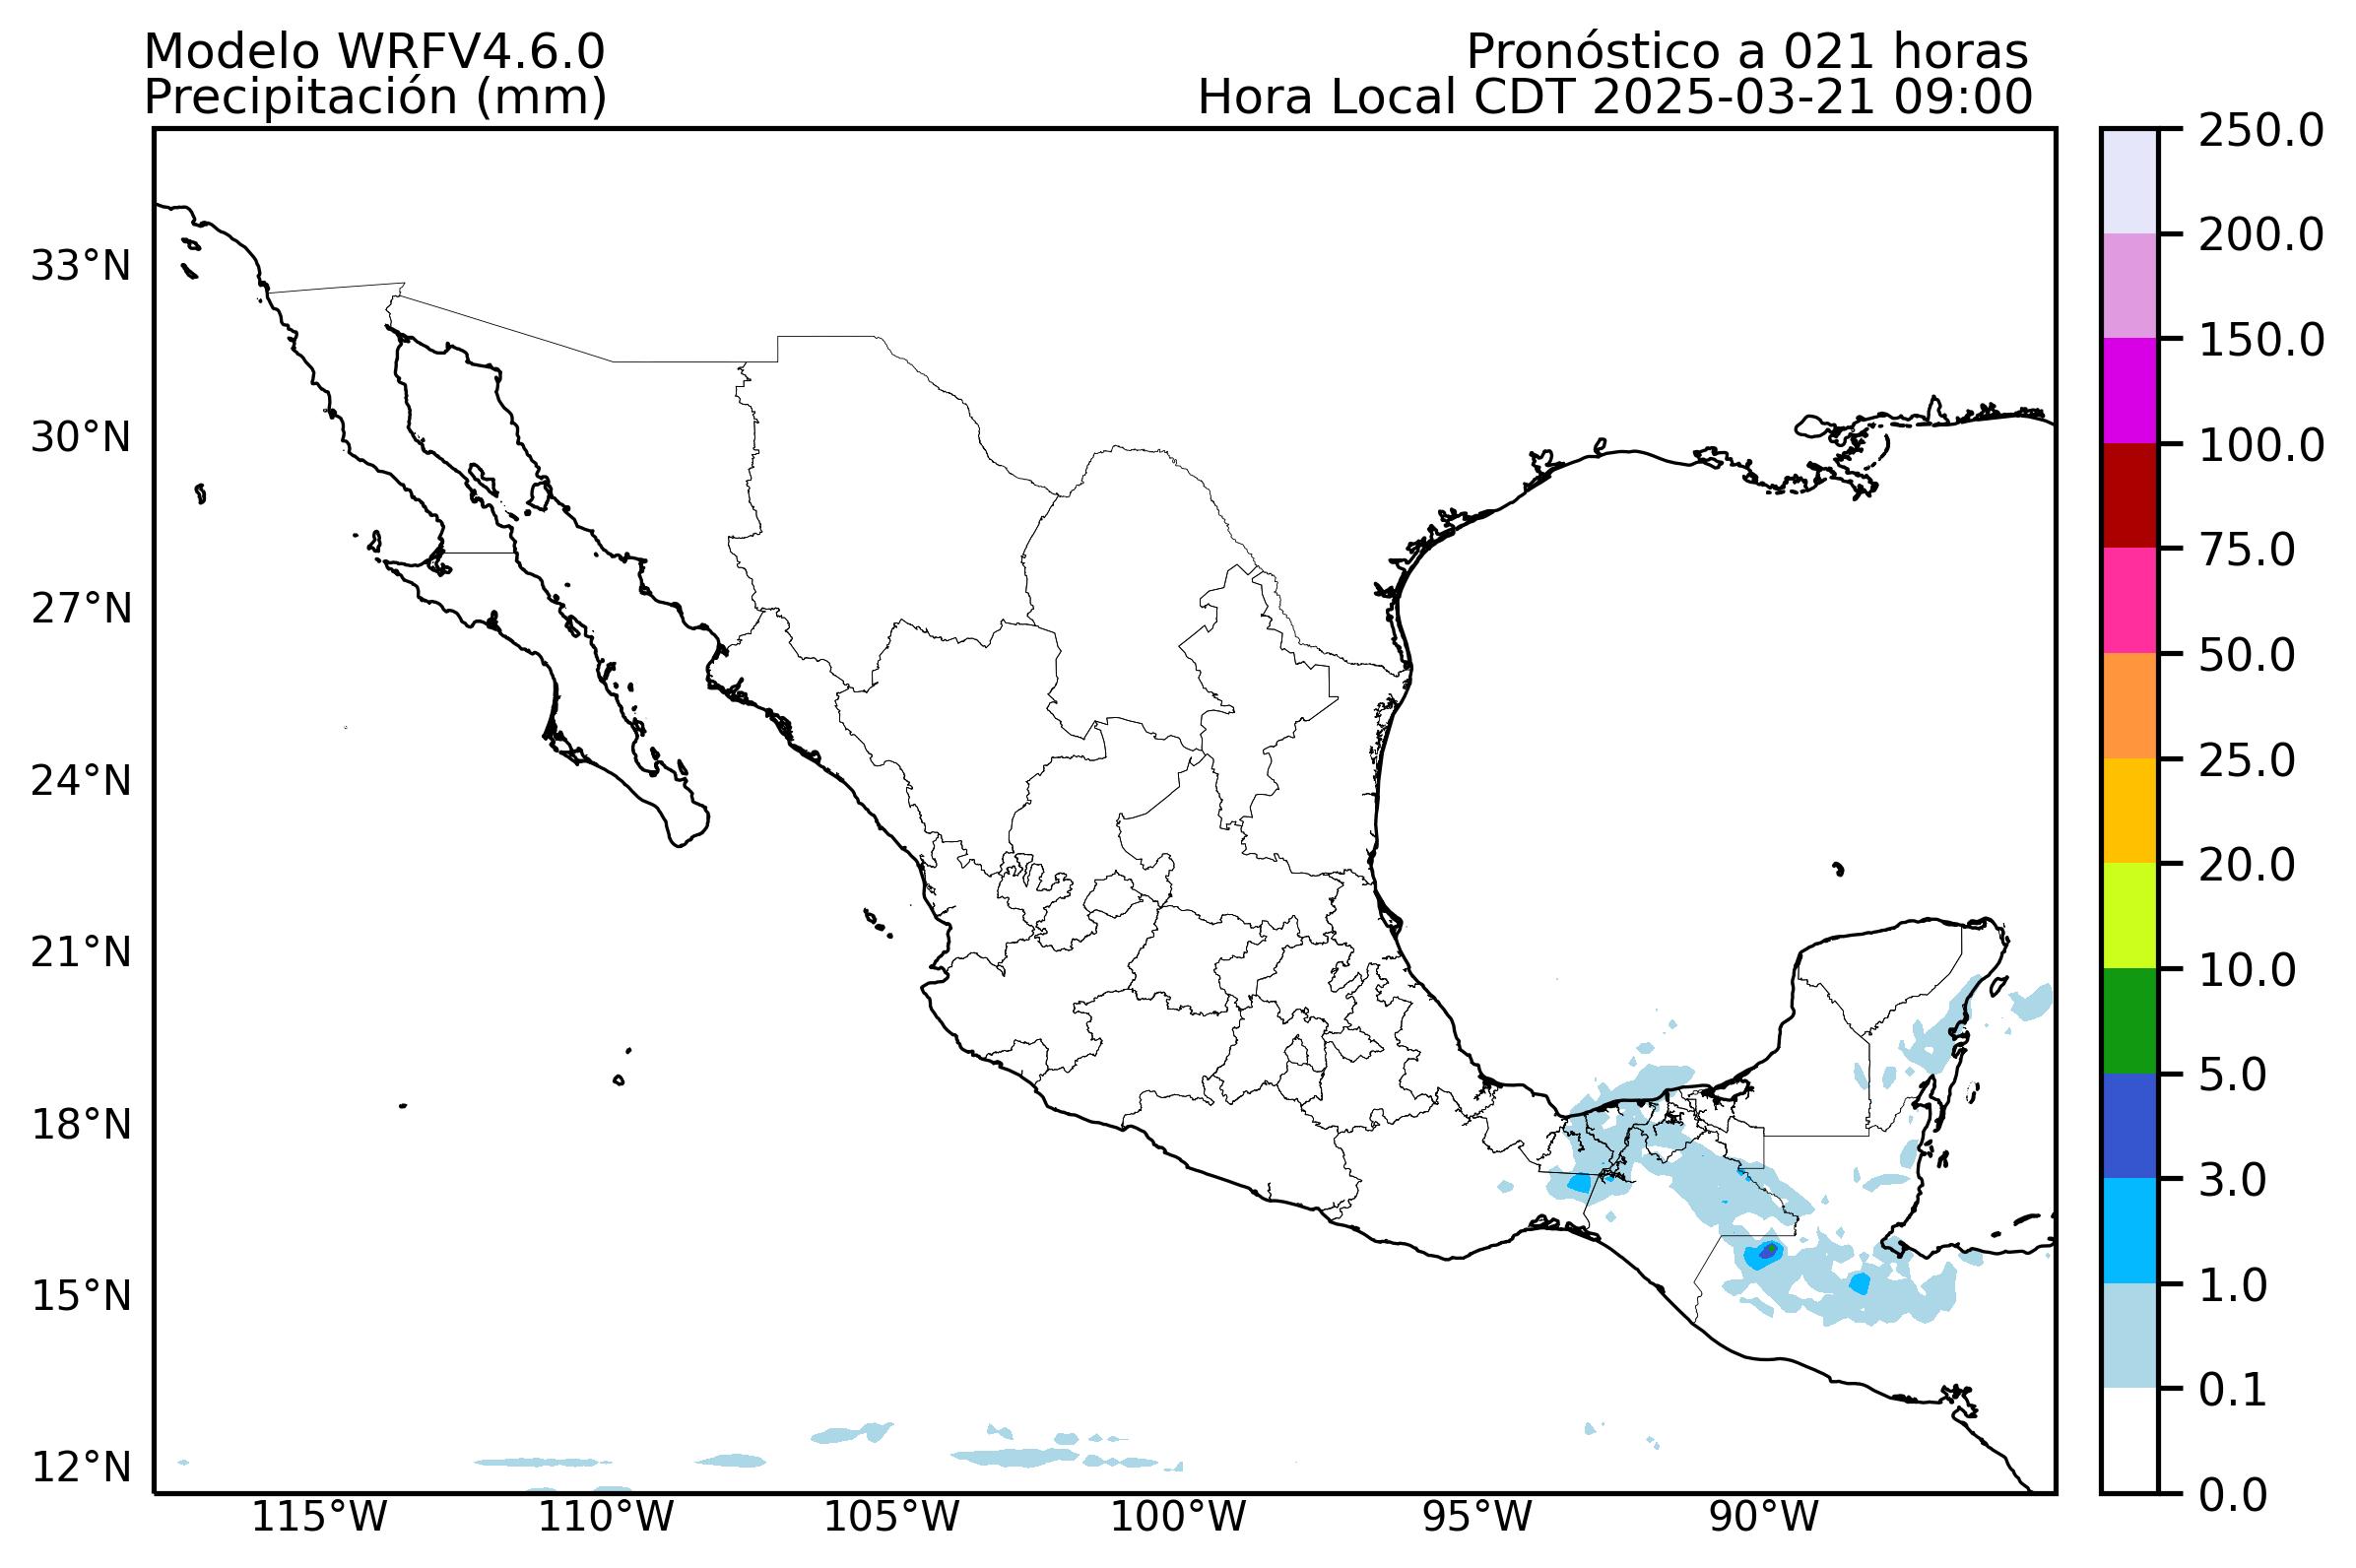 Modelo WRFV4.6.0
Precipitación (mm)
Pronóstico a 021 horas
Hora Local CDT 2025-03-21 09:00
33°N
30°N
27°N
24°N
21°N
18°N
15°N
12°N
115°W
110°W
105°W
100°W
95°W
90°W
250.0
200.0
150.0
100.0
75.0
50.0
25.0
20.0
10.0
5.0
3.0
1.0
0.1
0.0